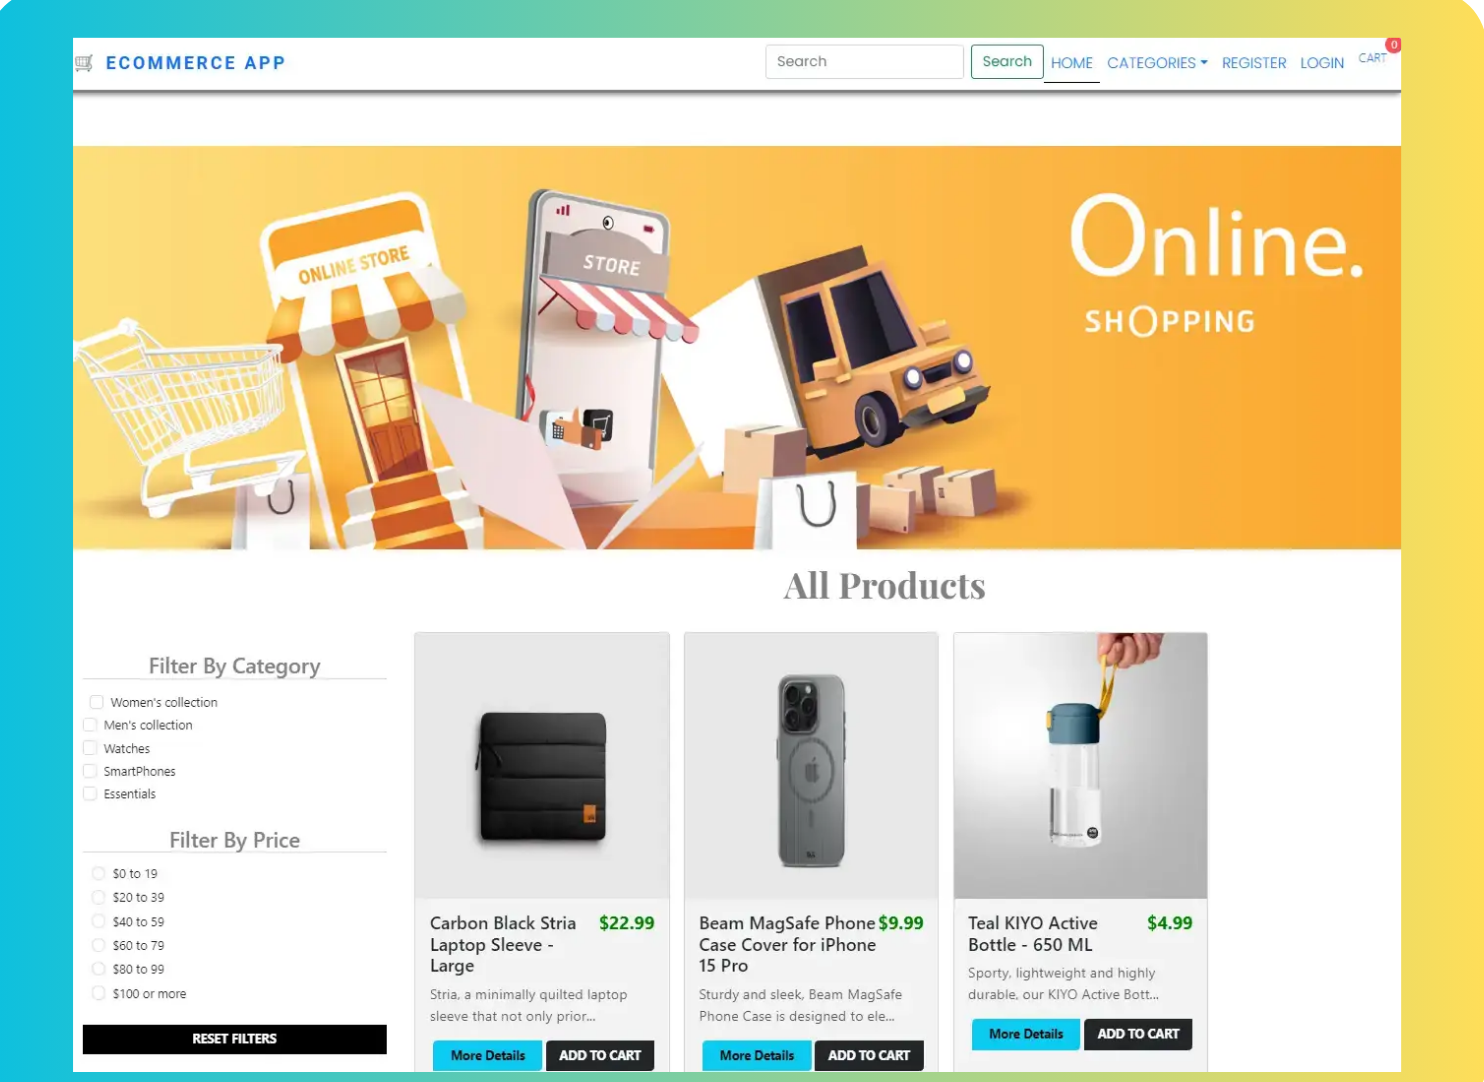 ECOMMERCE APP
Search
Search
HOME
CATEGORIES
REGISTER
LOGIN
CART
0
ONLINE STORE
STORE
Online.
SHOPPING
All Products
Filter By Category
Women's collection
Men's collection
Watches
SmartPhones
Essentials
Filter By Price
$0 to 19
$20 to 39
$40 to 59
$60 to 79
$80 to 99
$100 or more
RESET FILTERS
Carbon Black Stria $22.99
Laptop Sleeve -
Large
Stria, a minimally quilted laptop
sleeve that not only prior...
More Details
ADD TO CART
Beam MagSafe Phone $9.99
Case Cover for iPhone
15 Pro
Sturdy and sleek, Beam MagSafe
Phone Case is designed to ele...
More Details
ADD TO CART
Teal KIYO Active $4.99
Bottle - 650 ML
Sporty, lightweight and highly
durable, our KIYO Active Bott...
More Details
ADD TO CART